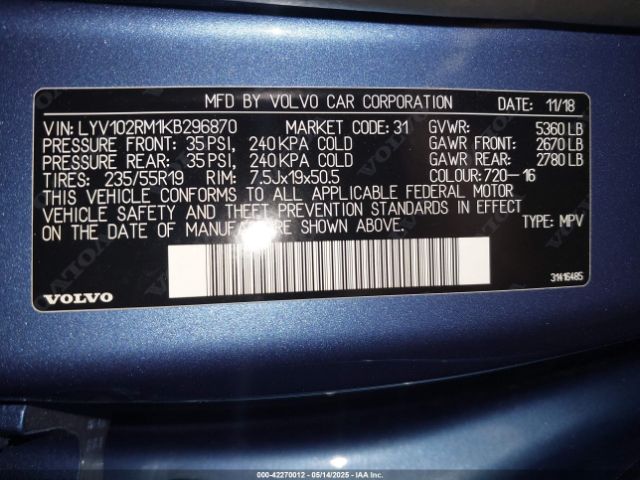 MFD BY VOLVO CAR CORPORATION DATE: 11/18
VIN: LYV102RM1KB296870 MARKET CODE: 31 GVWR: 5360 LB
PRESSURE FRONT: 35 PSI, 240 KPA COLD GAWR FRONT: 2670 LB
PRESSURE REAR: 35 PSI, 240 KPA COLD GAWR REAR: 2780 LB
TIRES: 235/55R19 RIM: 7.5Jx19x50.5 COLOUR: 720-16
THIS VEHICLE CONFORMS TO ALL APPLICABLE FEDERAL MOTOR
VEHICLE SAFETY AND THEFT PREVENTION STANDARDS IN EFFECT
ON THE DATE OF MANUFACTURE SHOWN ABOVE. TYPE: MPV
31416485
VOLVO
000-42270012 - 05/14/2025 - IAAI, Inc.